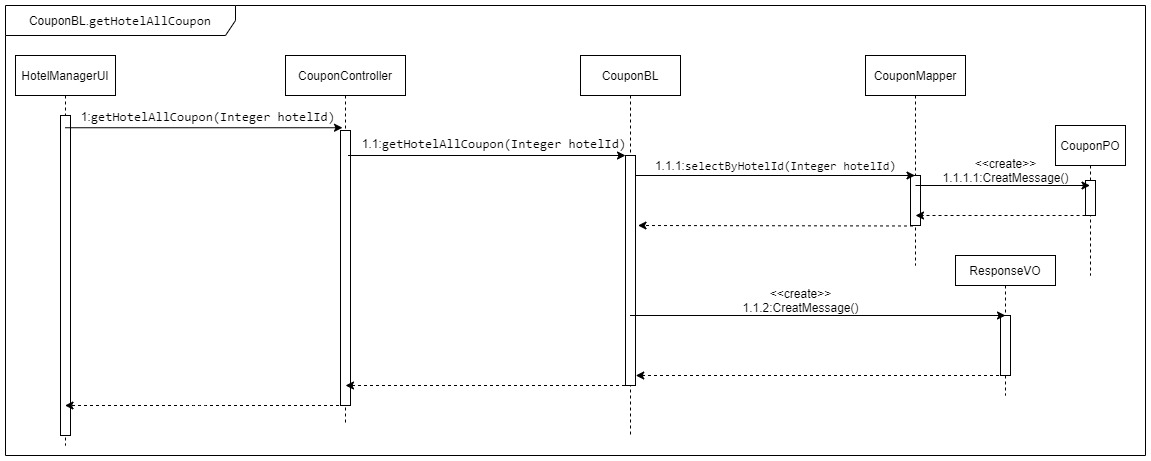 CouponBL.getHotelAllCoupon
HotelManagerUI
CouponController
CouponBL
CouponMapper
1:getHotelAllCoupon(Integer hotelId)
1.1:getHotelAllCoupon(Integer hotelId)
CouponPO
1.1.1:selectByHotelId(Integer hotelId)
<<create>>
1.1.1.1:CreatMessage()
ResponseVO
<<create>>
1.1.2:CreatMessage()